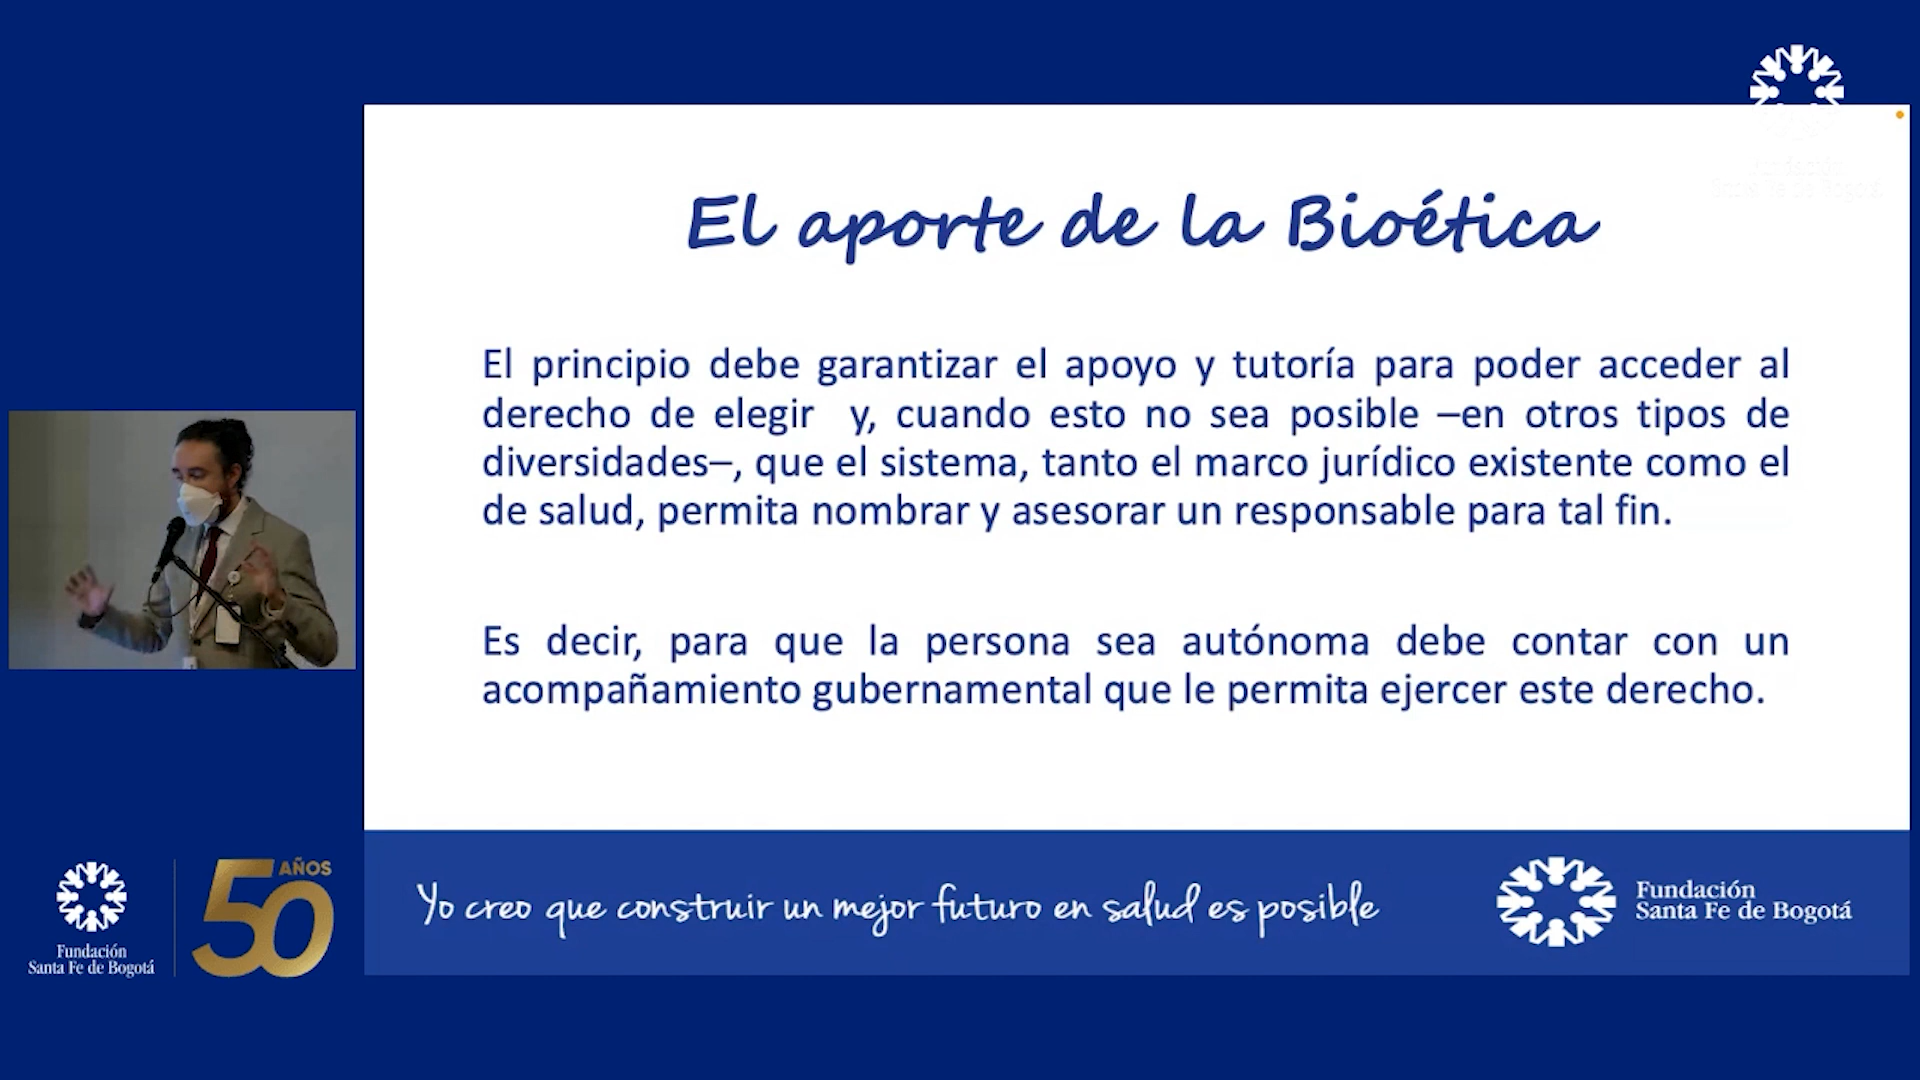 El aporte de la Bioética
El principio debe garantizar el apoyo y tutoría para poder acceder al
derecho de elegir y, cuando esto no sea posible –en otros tipos de
diversidades–, que el sistema, tanto el marco jurídico existente como el
de salud, permita nombrar y asesorar un responsable para tal fin.
Es decir, para que la persona sea autónoma debe contar con un
acompañamiento gubernamental que le permita ejercer este derecho.
Yo creo que construir un mejor futuro en salud es posible
Fundación
Santa Fe de Bogotá
Fundación
Santa Fe de Bogotá
50 AÑOS